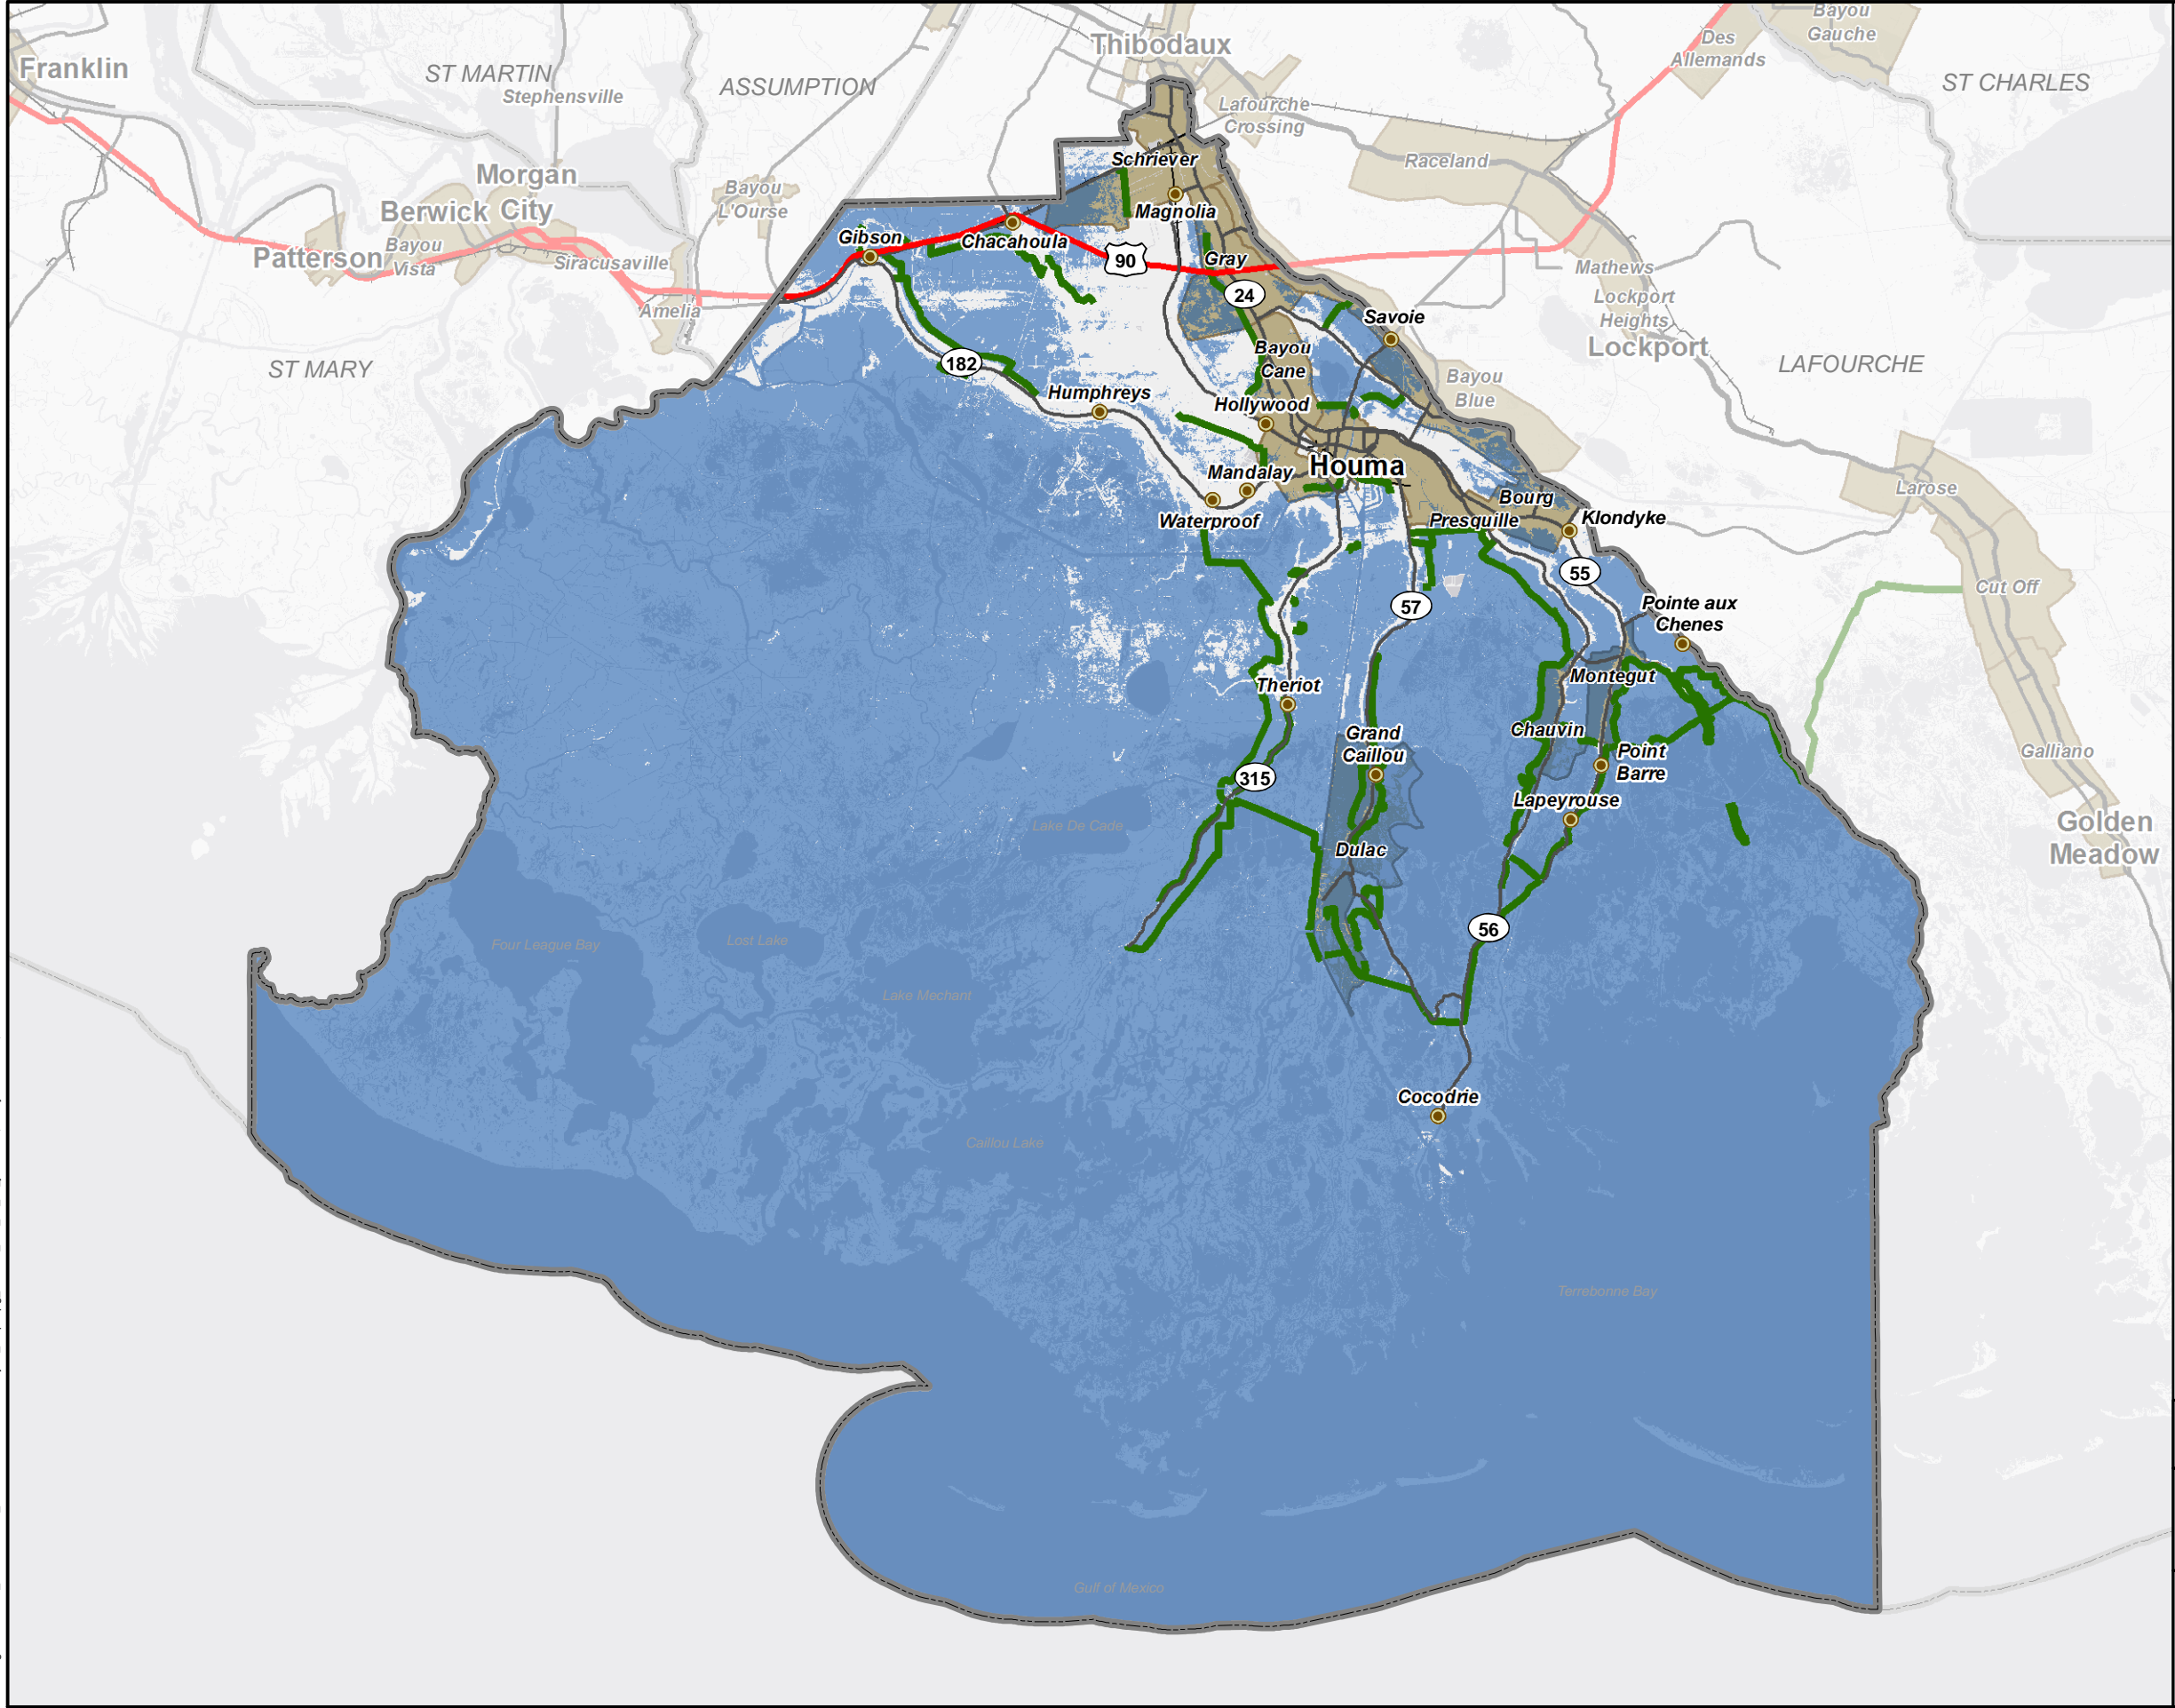 Bayou
Gauche
Des
Allemands
Thibodaux
Franklin
ST MARTIN
Stephensville
ASSUMPTION
ST CHARLES
Lafourche
Crossing
Raceland
Schriever
Morgan
City
Berwick
Bayou
L'Ourse
Magnolia
Patterson
Bayou
Vista
Siracusaville
Gibson
Chacahoula
90
Gray
24
Mathews
Lockport
Heights
Lockport
Amelia
Savoie
ST MARY
182
Bayou
Cane
LAFOURCHE
Bayou
Blue
Humphreys
Hollywood
Mandalay
Houma
Waterproof
Bourg
Presquille
Klondyke
Larose
55
57
Cut Off
Pointe aux
Chenes
Theriot
Montegut
Grand
Caillou
Chauvin
Point
Barre
Galliano
315
Lapeyrouse
Lake De Cade
Dulac
Golden
Meadow
Four League Bay
Lost Lake
56
Lake Mechant
Cocodrie
Caillou Lake
Terrebonne Bay
Gulf of Mexico